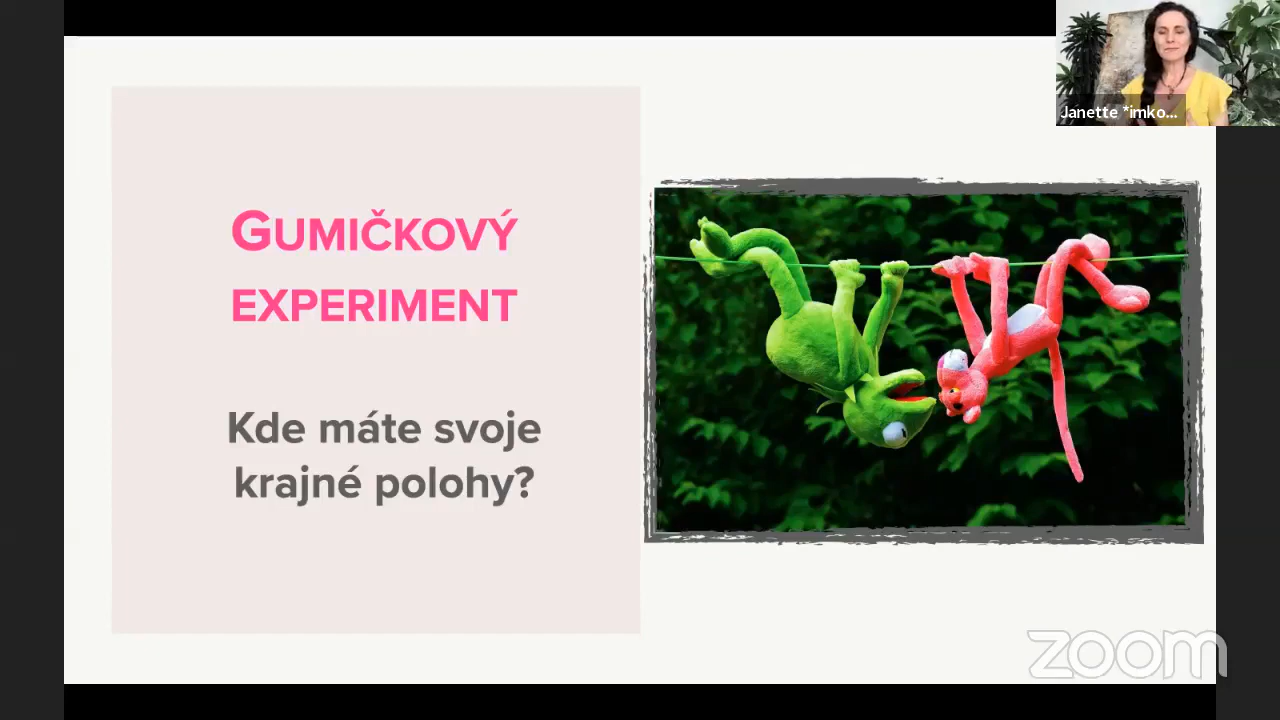 Janette *imko...
GUMIČKOVÝ
EXPERIMENT
Kde máte svoje
krajné polohy?
zoom